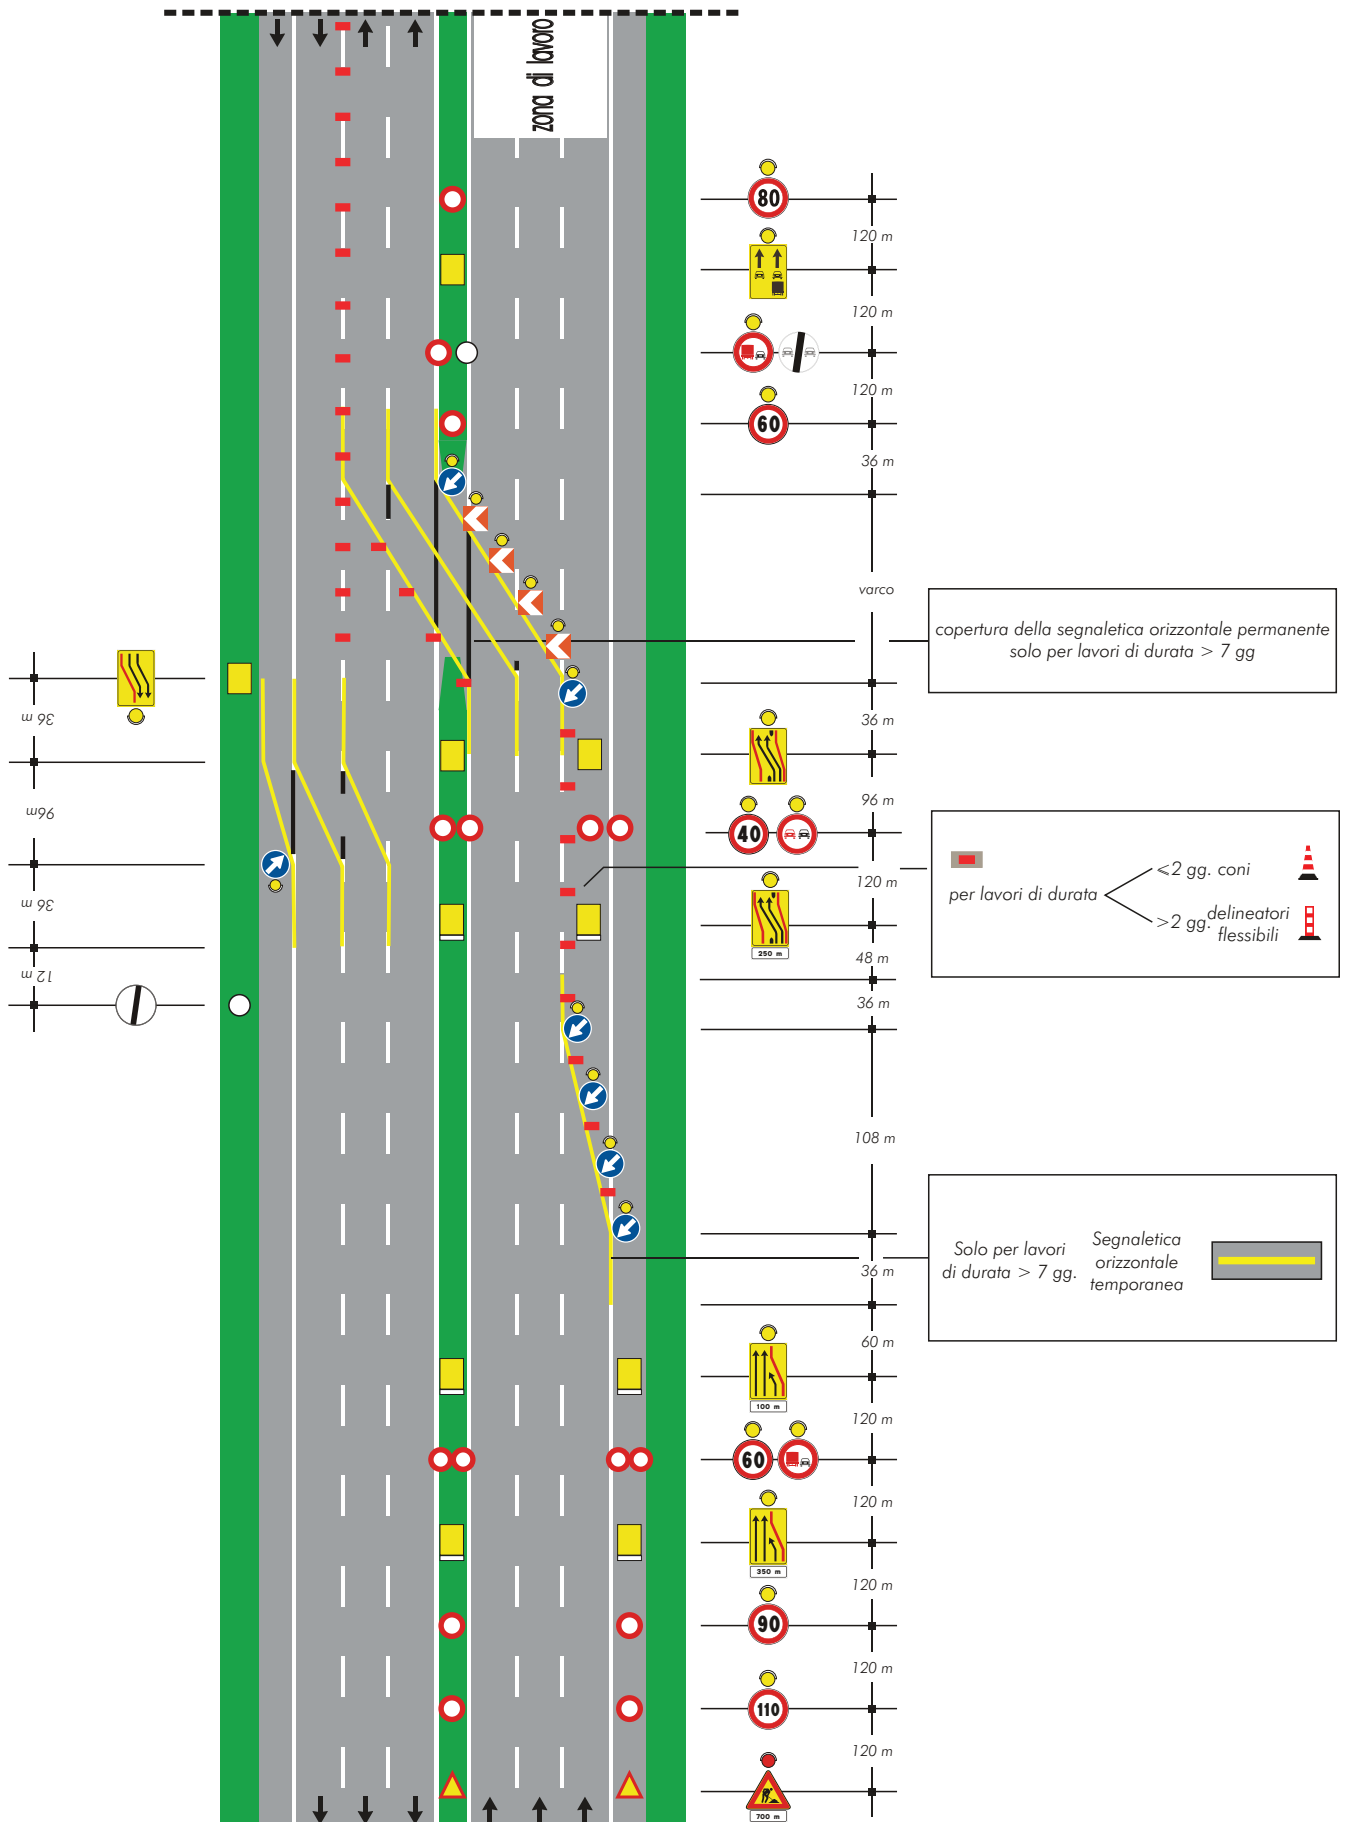 zona di lavoro
80
120 m
120 m
120 m
60
36 m
varco
copertura della segnaletica orizzontale permanente
solo per lavori di durata > 7 gg
36 m
36 m
96m
96 m
40
120 m
per lavori di durata
⩽2 gg. coni
>2 gg.
delineatori
flessibili
36 m
250 m
48 m
12 m
36 m
108 m
Solo per lavori
di durata > 7 gg.
Segnaletica
orizzontale
temporanea
36 m
60 m
100 m
120 m
60
120 m
350 m
120 m
90
120 m
110
120 m
700 m